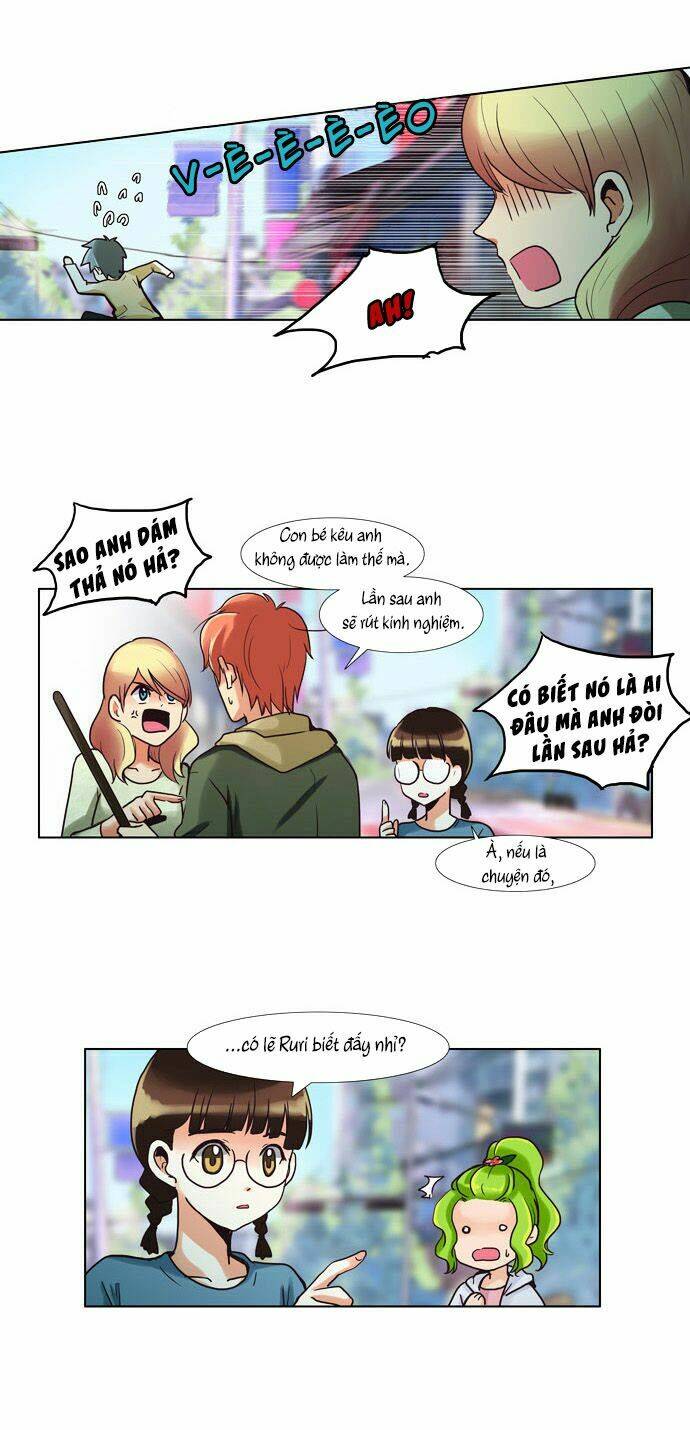 V-È-È-È-ÈO
AH!
SAO ANH DÁM
THẢ NÓ HẢ?
Con bé kêu anh
không được làm thế mà.
Lần sau anh
sẽ rút kinh nghiệm.
CÓ BIẾT NÓ LÀ AI
ĐÂU MÀ ANH ĐÒI
LẦN SAU HẢ?
À, nếu là
chuyện đó,
...có lẽ Ruri biết đấy nhỉ?